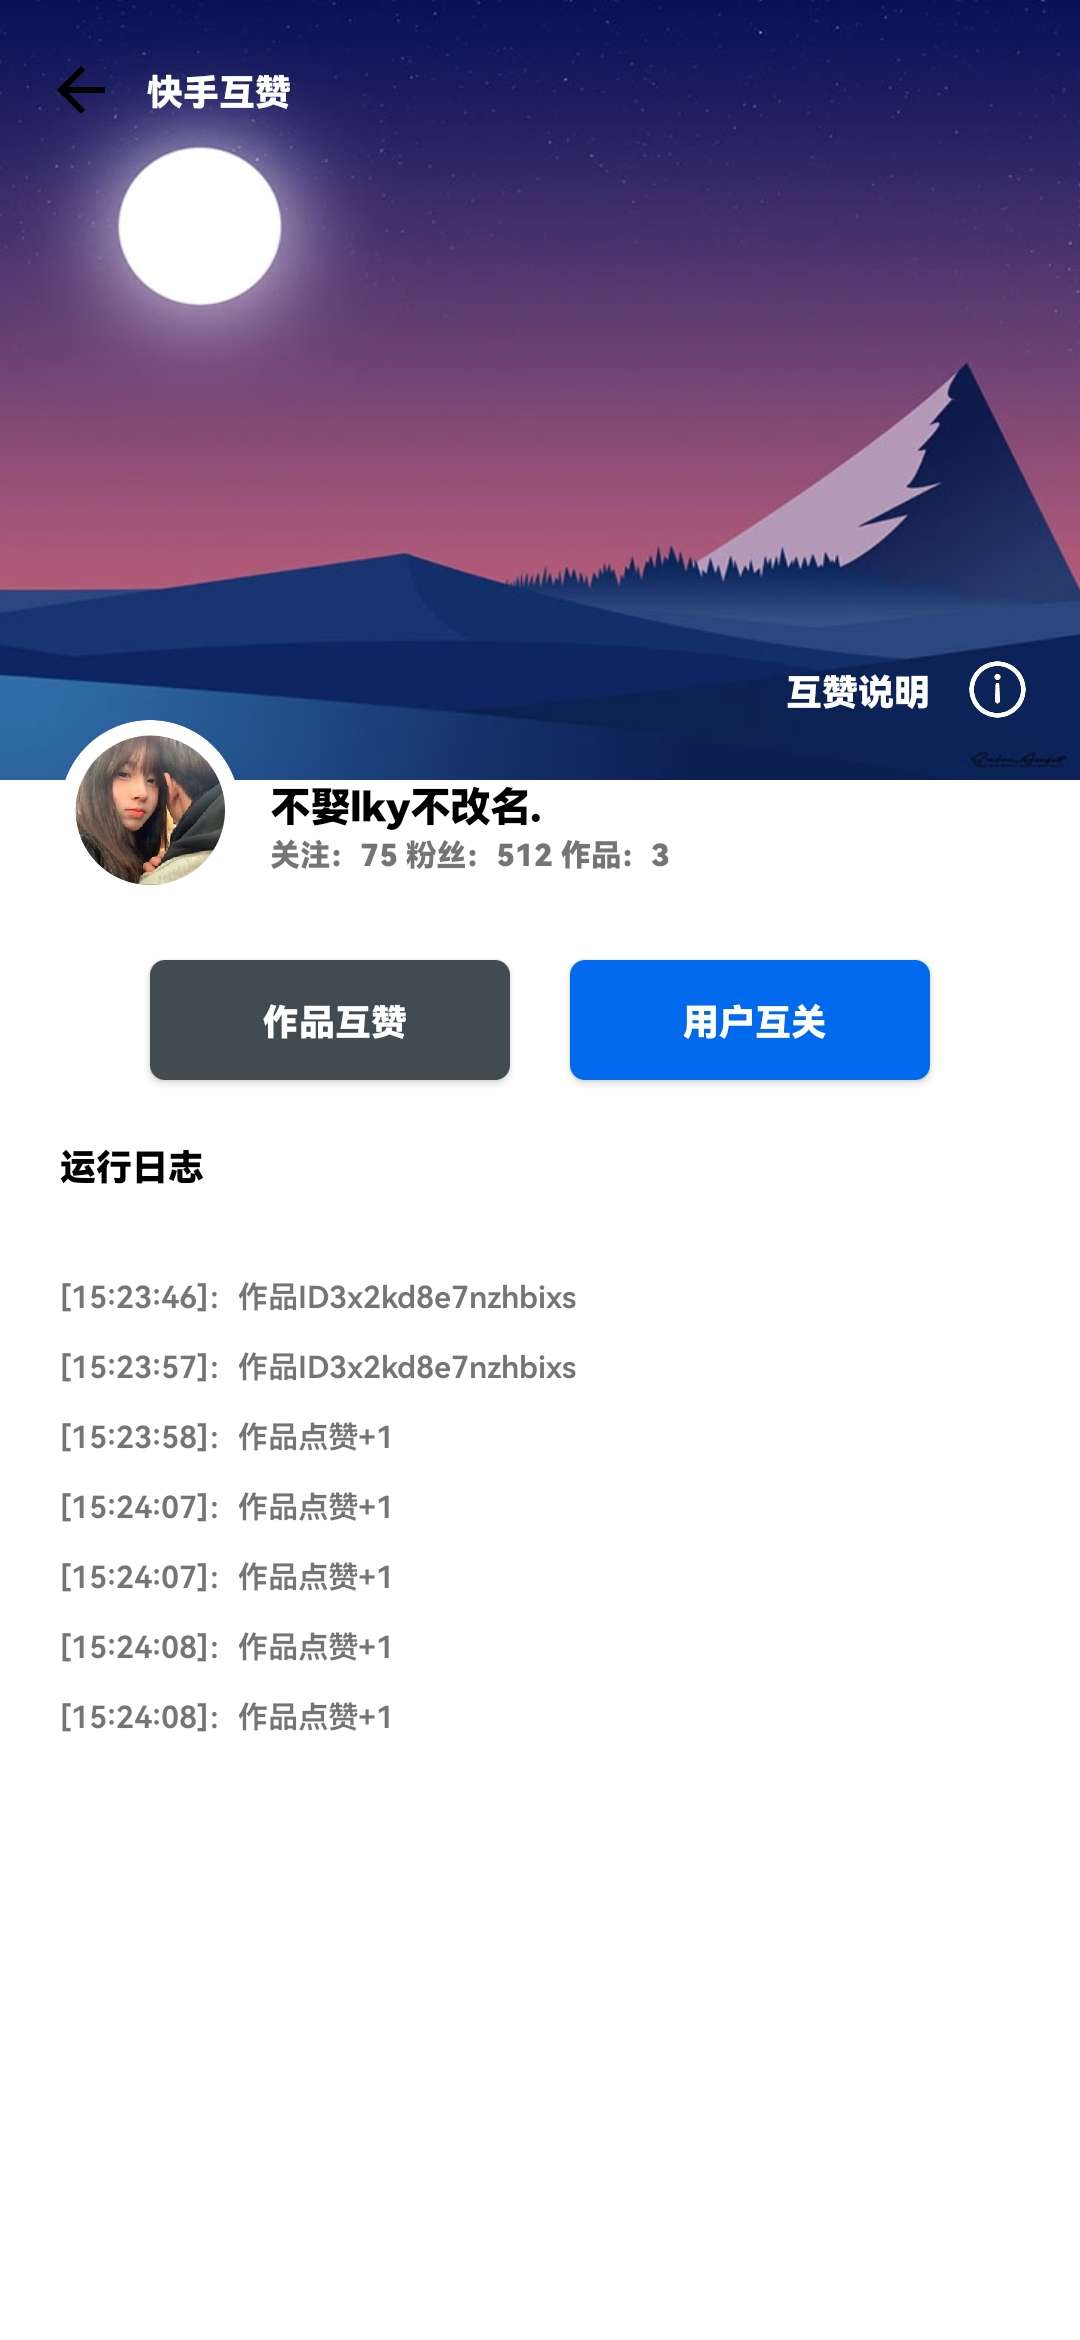 快手互赞
互赞说明
不娶lky不改名.
关注：75 粉丝：512 作品：3
作品互赞
用户互关
运行日志
[15:23:46]：作品ID3x2kd8e7nzhbixs
[15:23:57]：作品ID3x2kd8e7nzhbixs
[15:23:58]：作品点赞+1
[15:24:07]：作品点赞+1
[15:24:07]：作品点赞+1
[15:24:08]：作品点赞+1
[15:24:08]：作品点赞+1